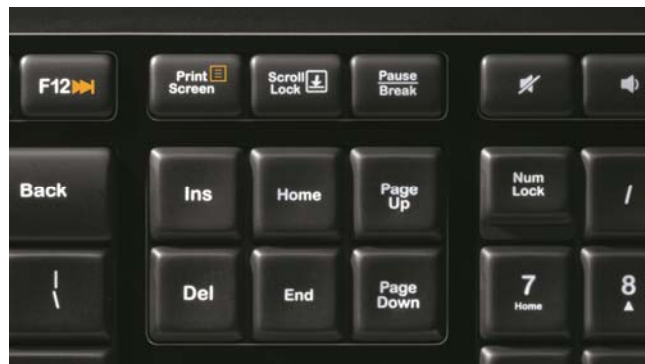 F12
Print
Screen
Scroll
Lock
Pause
Break
Back
Ins
Home
Page
Up
Num
Lock
/
|
\
Del
End
Page
Down
7
Home
8